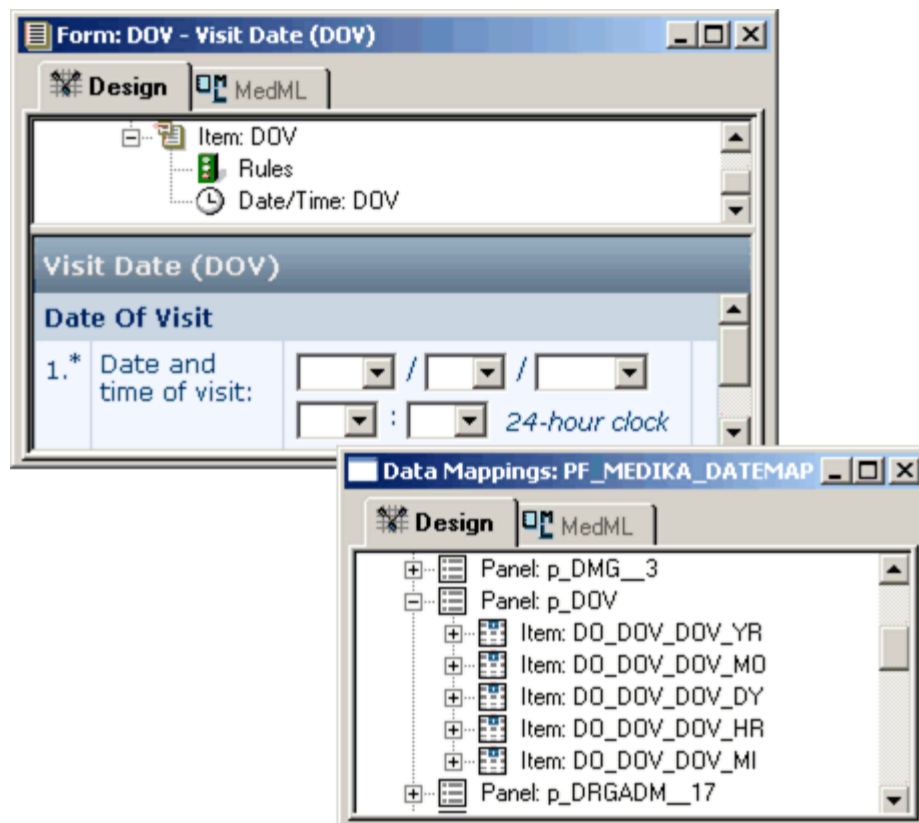 Form: DOV - Visit Date (DOV)
Design MedML
Item: DOV
Rules
Date/Time: DOV
Visit Date (DOV)
Date Of Visit
1.* Date and / /
time of visit: : 24-hour clock
Data Mappings: PF_MEDIKA_DATEMAP
Design MedML
Panel: p_DMG__3
Panel: p_DOV
Item: DO_DOV_DOV_YR
Item: DO_DOV_DOV_MO
Item: DO_DOV_DOV_DY
Item: DO_DOV_DOV_HR
Item: DO_DOV_DOV_MI
Panel: p_DRGADM__17